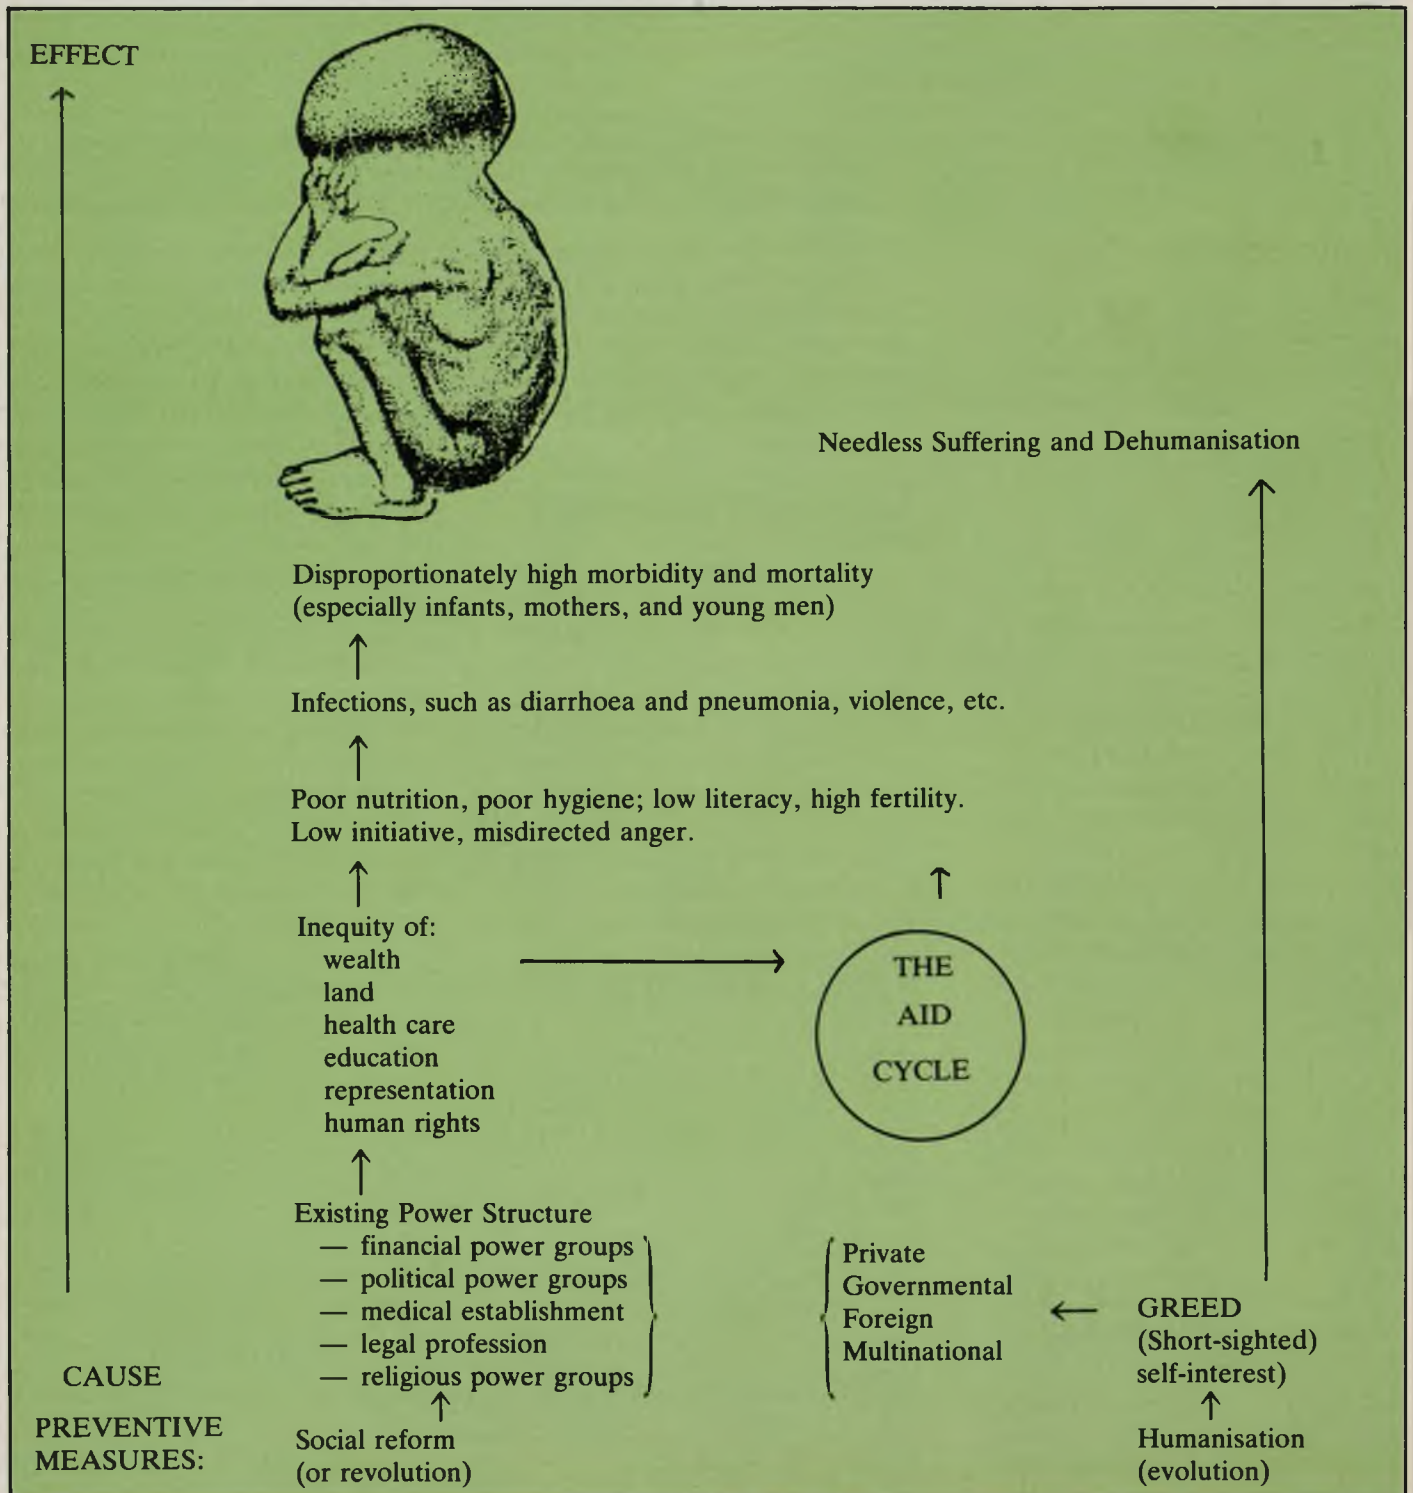 EFFECT
Needless Suffering and Dehumanisation
Disproportionately high morbidity and mortality
(especially infants, mothers, and young men)
Infections, such as diarrhoea and pneumonia, violence, etc.
Poor nutrition, poor hygiene; low literacy, high fertility.
Low initiative, misdirected anger.
Inequity of:
wealth
land
health care
education
representation
human rights
THE
AID
CYCLE
Existing Power Structure
— financial power groups
— political power groups
— medical establishment
— legal profession
— religious power groups
Private
Governmental
Foreign
Multinational
GREED
(Short-sighted)
self-interest)
CAUSE
PREVENTIVE
MEASURES:
Social reform
(or revolution)
Humanisation
(evolution)